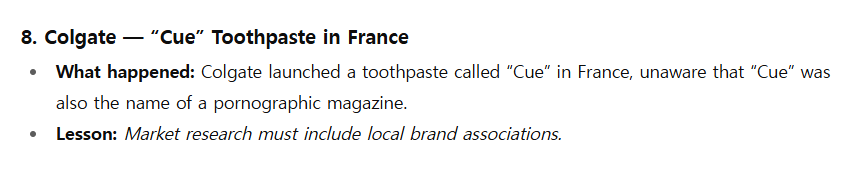 8. Colgate — “Cue” Toothpaste in France
• What happened: Colgate launched a toothpaste called “Cue” in France, unaware that “Cue” was
also the name of a pornographic magazine.
• Lesson: Market research must include local brand associations.